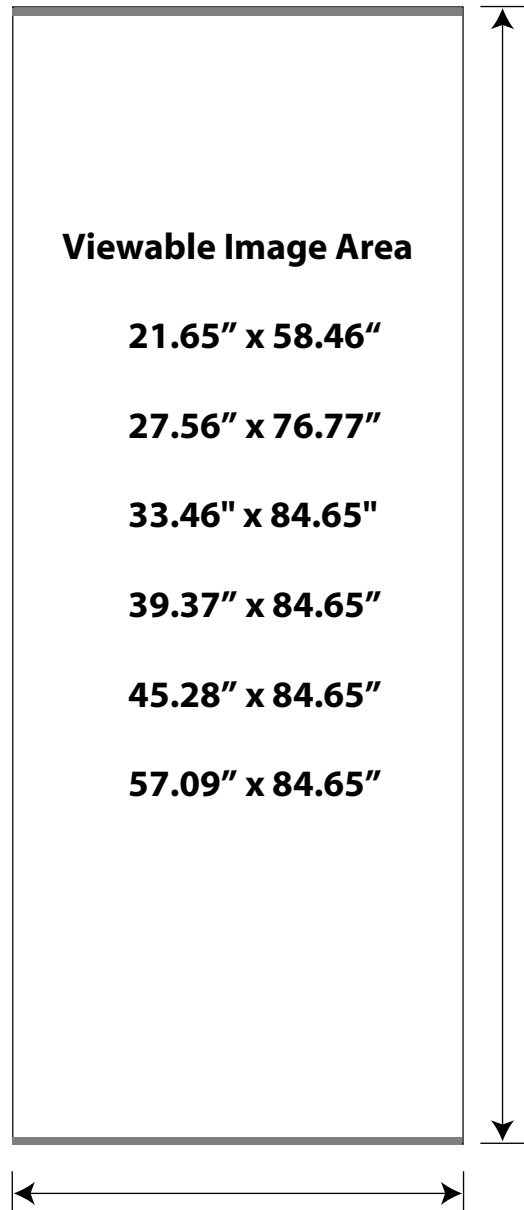 Viewable Image Area
21.65” x 58.46“
27.56” x 76.77”
33.46" x 84.65"
39.37” x 84.65”
45.28” x 84.65”
57.09” x 84.65”